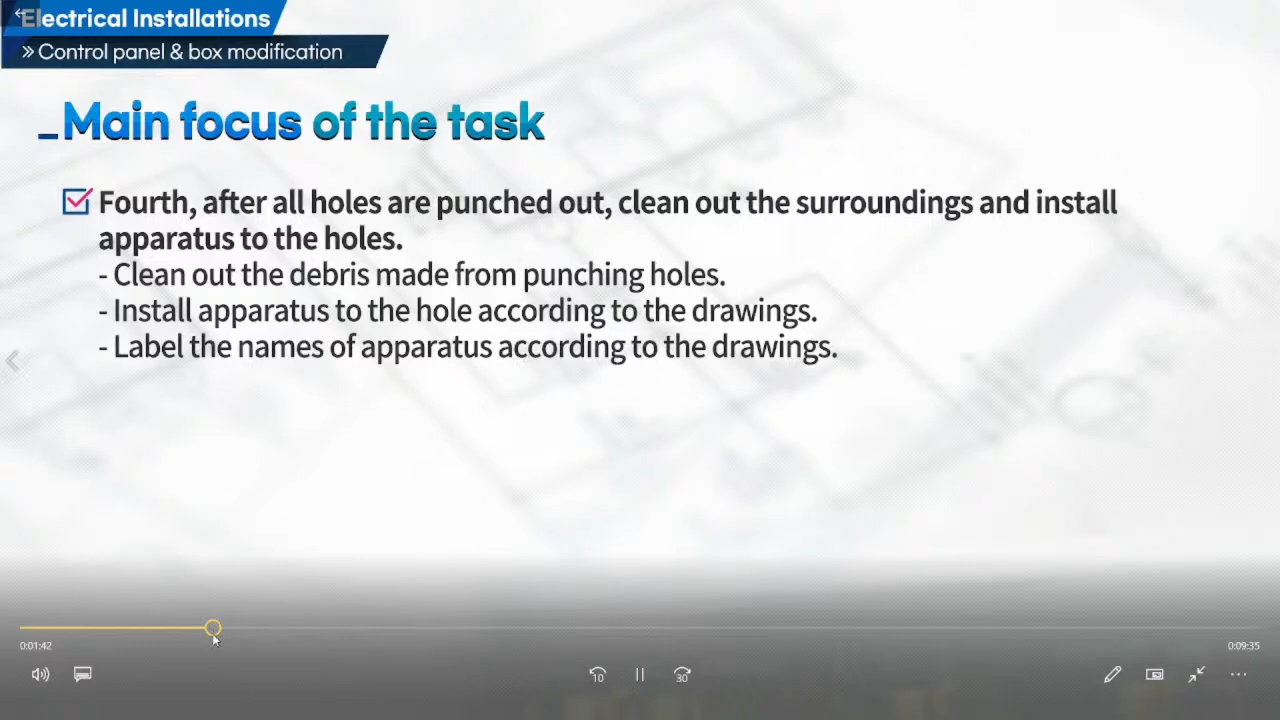 Electrical Installations
» Control panel & box modification
Main focus of the task
Fourth, after all holes are punched out, clean out the surroundings and install
apparatus to the holes.
- Clean out the debris made from punching holes.
- Install apparatus to the hole according to the drawings.
- Label the names of apparatus according to the drawings.
0:01:42
0:09:35
10
30